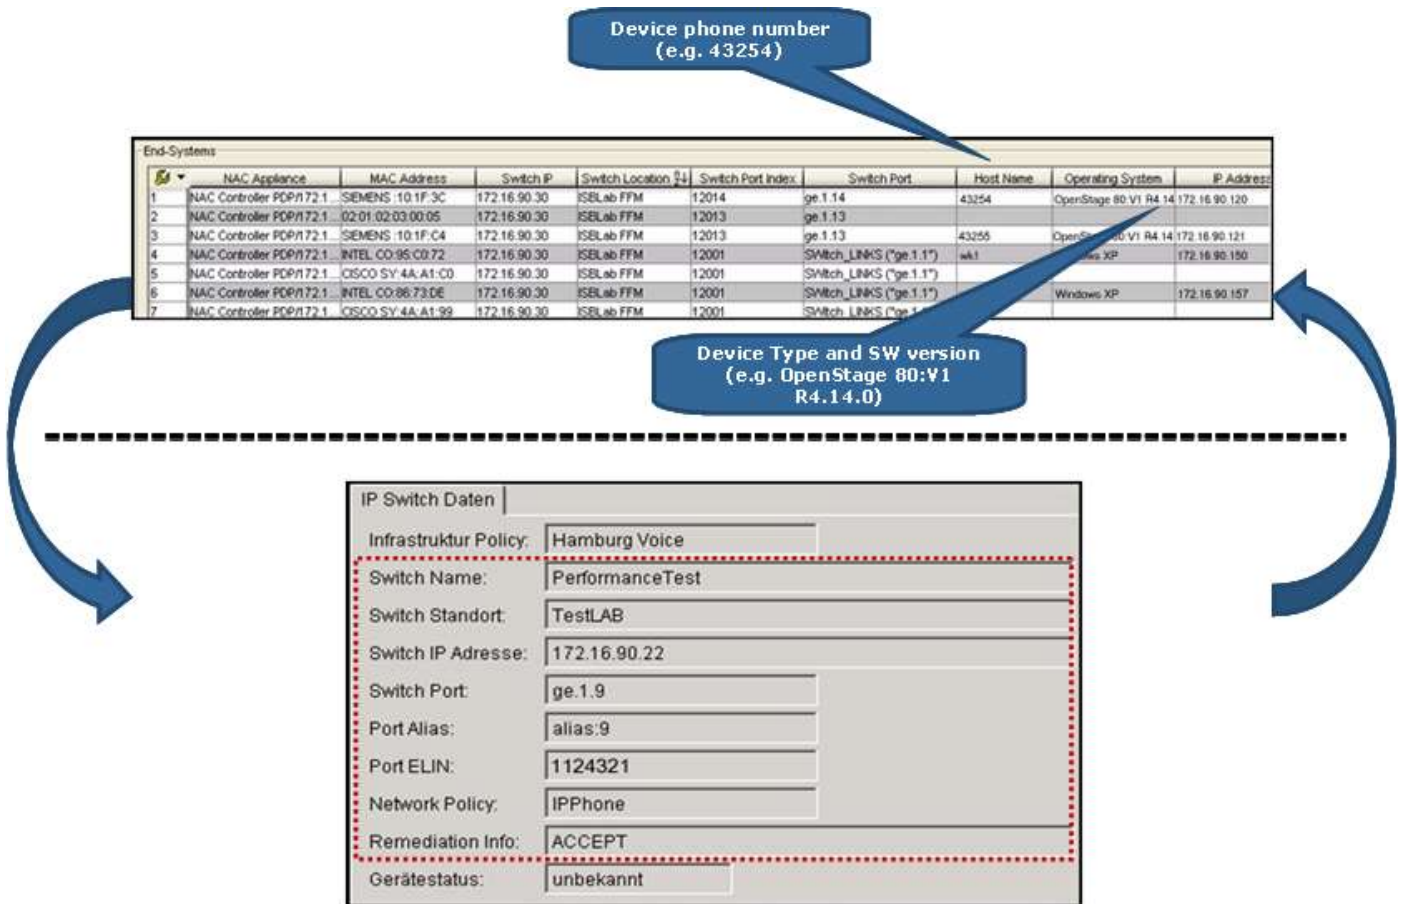 Device phone number
(e.g. 43254)
End-Systems
NAC Appliance MAC Address Switch IP Switch Location Switch Port Index Switch Port Host Name Operating System IP Address
1 NAC Controller PDP/172.1... SIEMENS :10:1F:3C 172.16.90.30 ISBLab FFM 12014 ge.1.14 43254 OpenStage 80:V1 R4.14 172.16.90.120
2 NAC Controller PDP/172.1... 02:01:02:03:00:05 172.16.90.30 ISBLab FFM 12013 ge.1.13
3 NAC Controller PDP/172.1... SIEMENS :10:1F:C4 172.16.90.30 ISBLab FFM 12013 ge.1.13 43255 V1 R4.14 172.16.90.121
4 NAC Controller PDP/172.1... INTEL CO:95:C0:72 172.16.90.30 ISBLab FFM 12001 SWitch_LINKS ("ge.1.1") XP 172.16.90.150
5 NAC Controller PDP/172.1... CISCO SY:4A:A1:C0 172.16.90.30 ISBLab FFM 12001 SWitch_LINKS ("ge.1.1")
6 NAC Controller PDP/172.1... INTEL CO:86:73:DE 172.16.90.30 ISBLab FFM 12001 SWitch_LINKS ("ge.1.1") Windows XP 172.16.90.157
7 NAC Controller PDP/172.1... CISCO SY:4A:A1:99 172.16.90.30 ISBLab FFM 12001 SWitch_LINKS
Device Type and SW version
(e.g. OpenStage 80:V1
R4.14.0)
IP Switch Daten
Infrastruktur Policy: Hamburg Voice
Switch Name: PerformanceTest
Switch Standort: TestLAB
Switch IP Adresse: 172.16.90.22
Switch Port: ge.1.9
Port Alias: alias:9
Port ELIN: 1124321
Network Policy: IPPhone
Remediation Info: ACCEPT
Gerätestatus: unbekannt